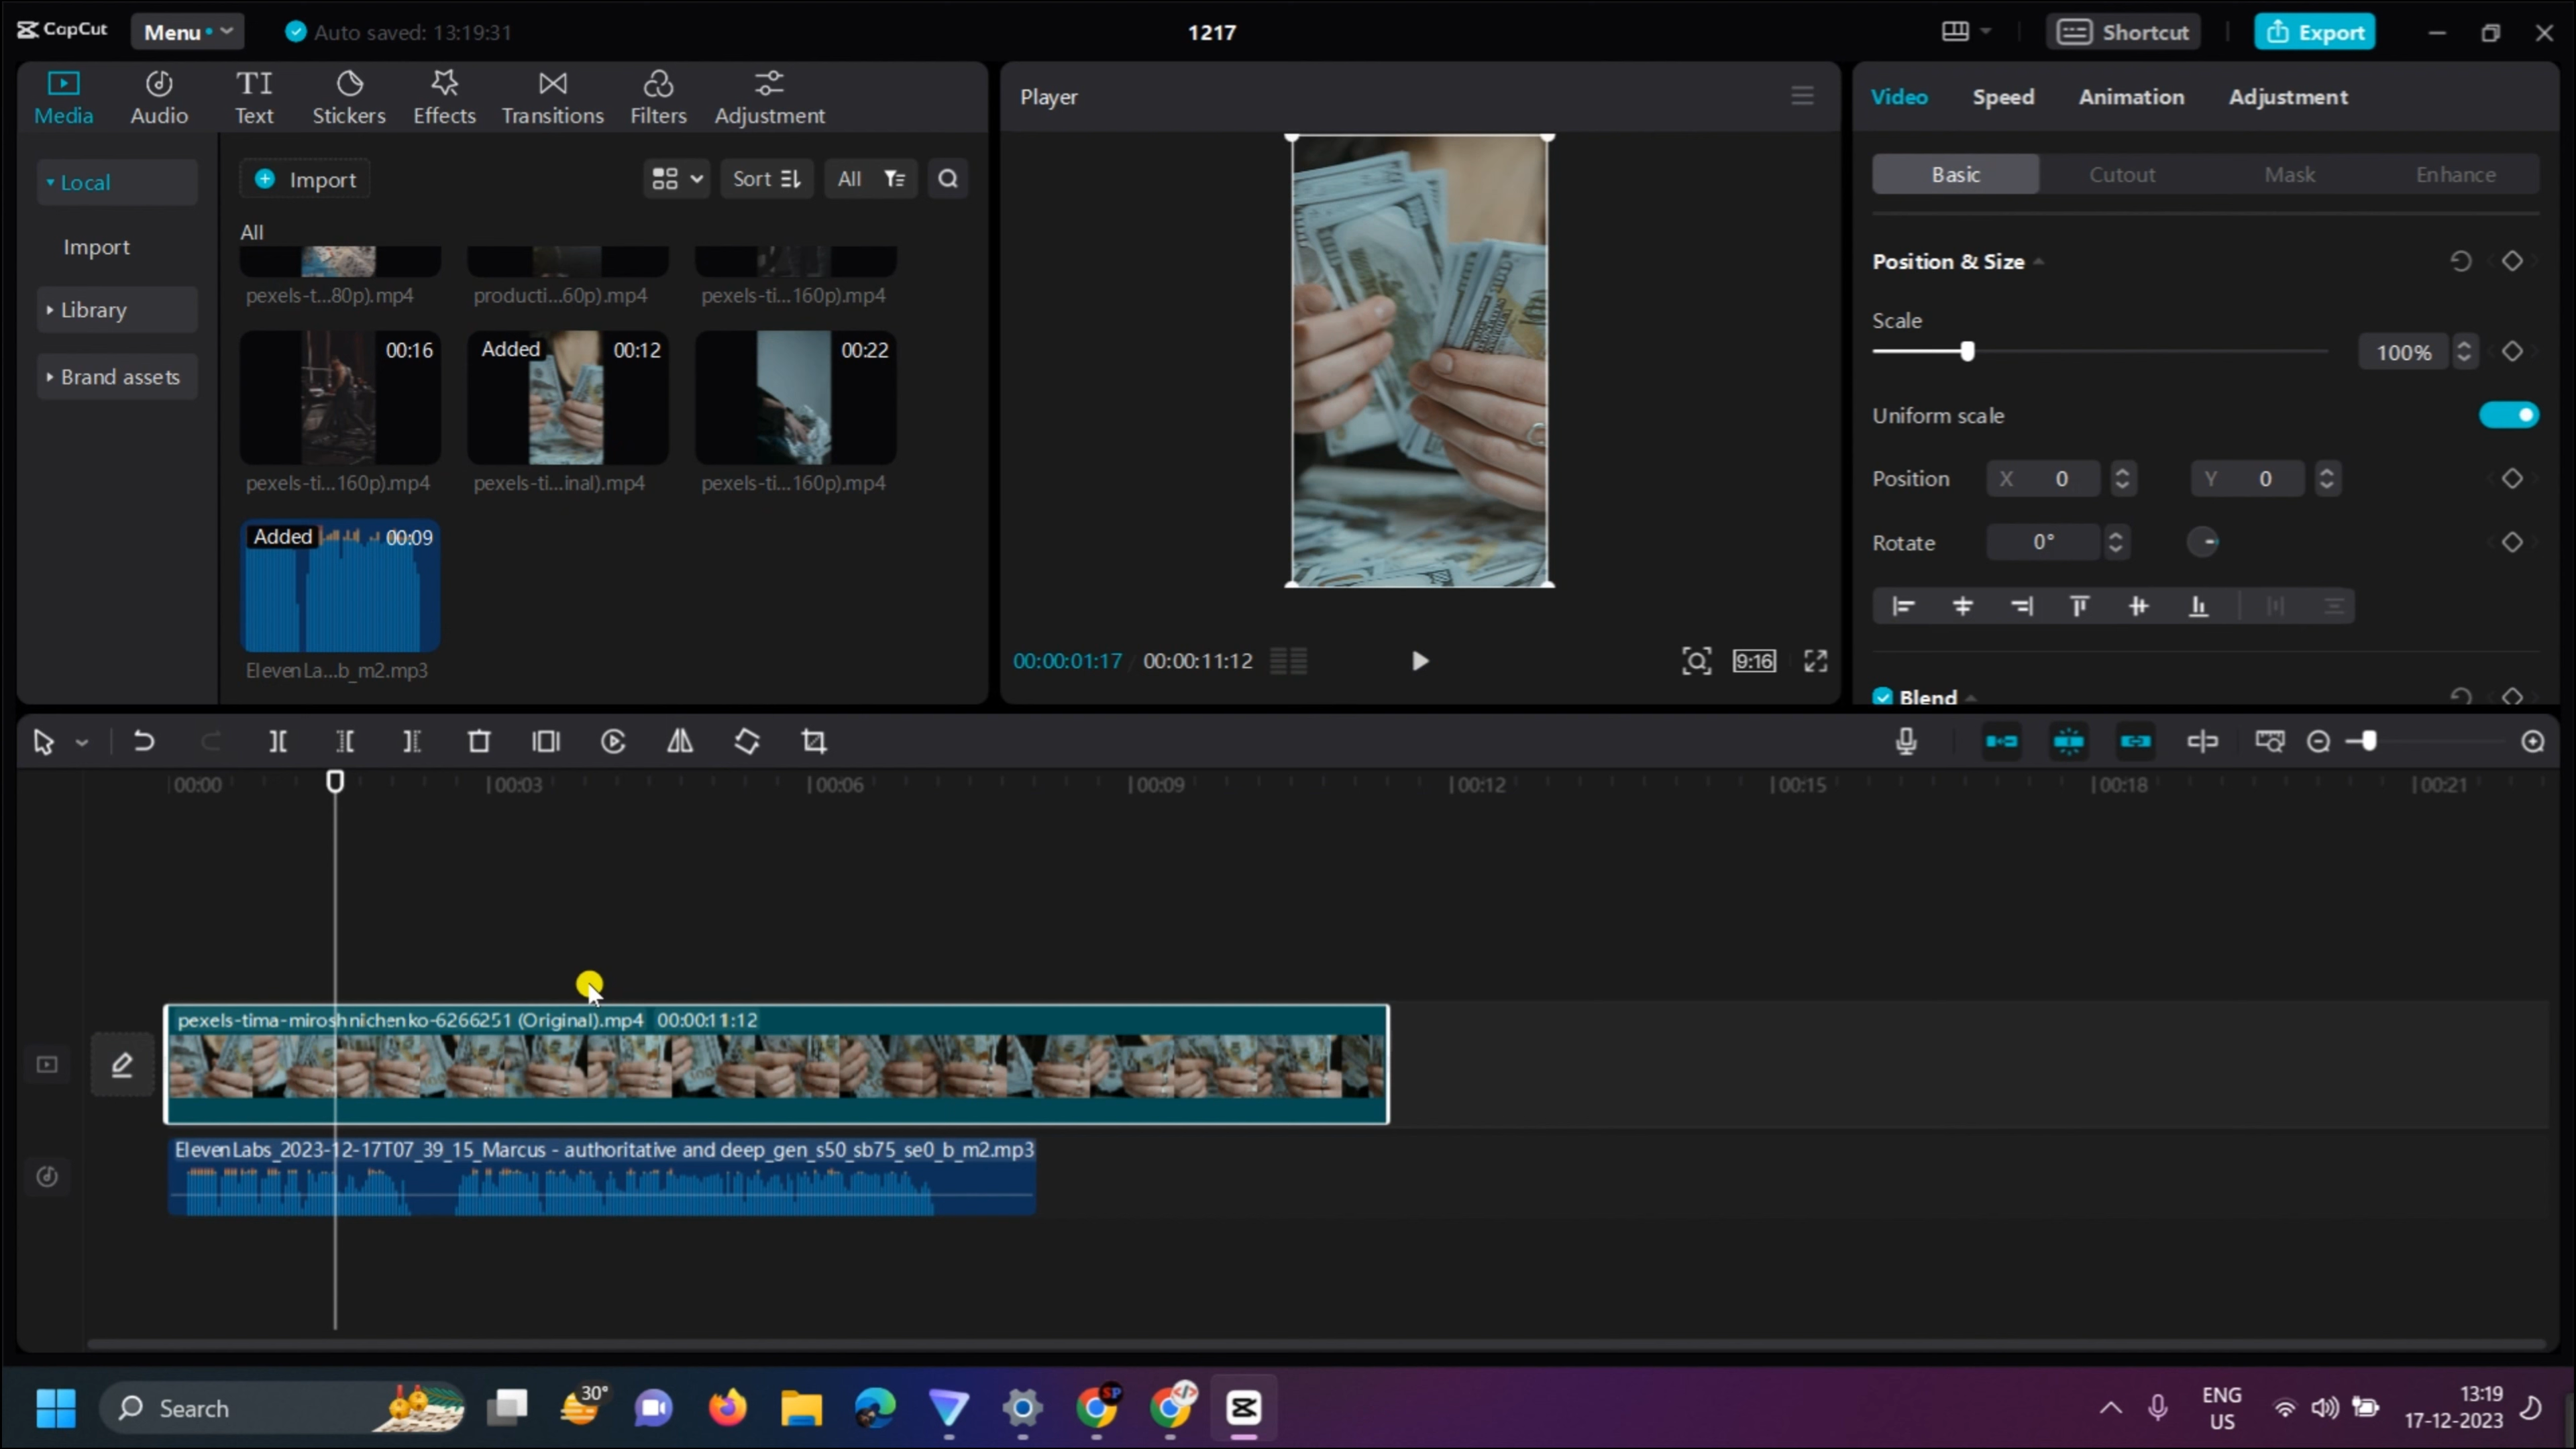 CapCut
Menu
Auto saved: 13:19:31
1217
Shortcut
Export
Media
Audio
TI
Text
Stickers
Effects
Transitions
Filters
Adjustment
Player
Video
Speed
Animation
Adjustment
Local
Import
Library
Brand assets
Import
Sort
All
All
pexels-t...80p).mp4
producti...60p).mp4
pexels-ti...160p).mp4
00:16
Added
00:12
00:22
pexels-ti...160p).mp4
pexels-ti...inal).mp4
pexels-ti...160p).mp4
Added
00:09
ElevenLa...b_m2.mp3
00:00:01:17
00:00:11:12
9:16
Basic
Cutout
Mask
Enhance
Position & Size
Scale
100%
Uniform scale
Position
X 0
Y 0
Rotate
0°
Blend
00:00
00:03
00:06
00:09
00:12
00:15
00:18
00:21
pexels-tima-miroshnichenko-6266251 (Original).mp4 00:00:11:12
ElevenLabs_2023-12-17T07_39_15_Marcus - authoritative and deep_gen_s50_sb75_se0_b_m2.mp3
Search
30°
SP
</>
ENG
US
13:19
17-12-2023